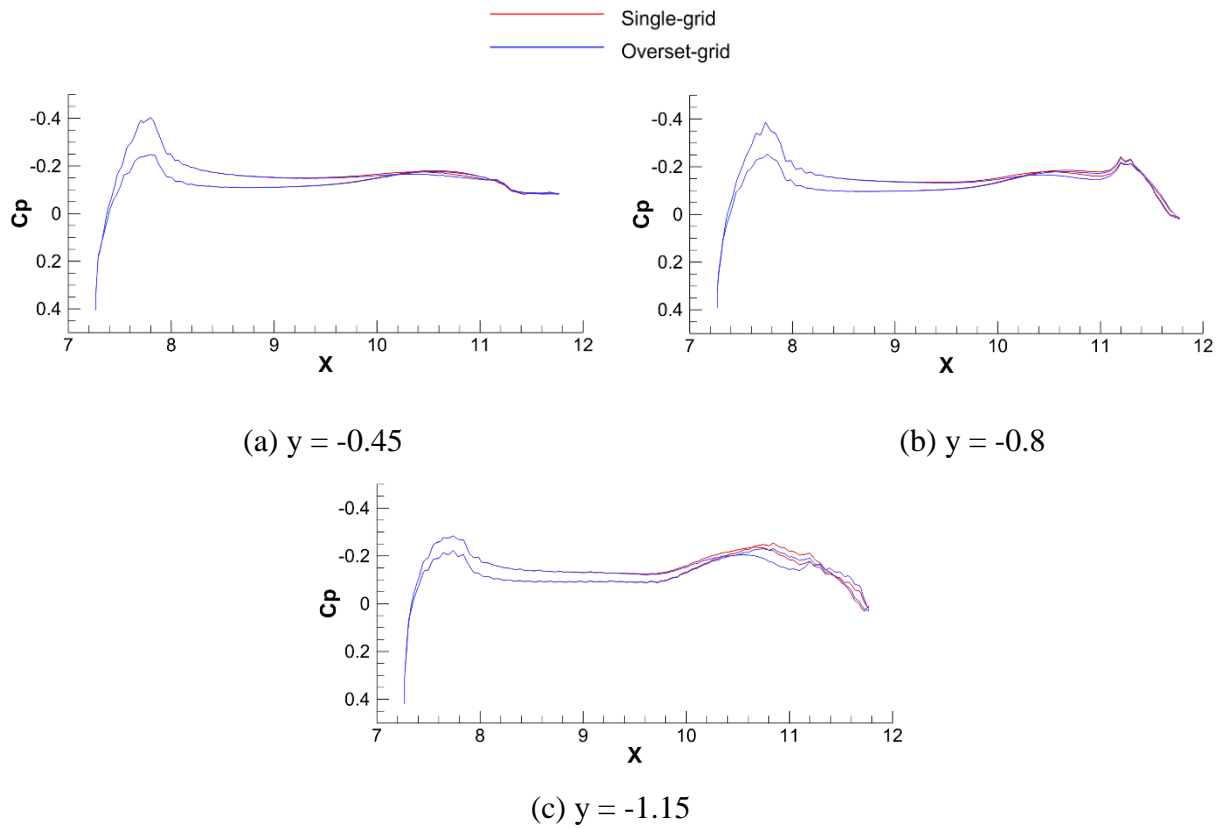 Single-grid
Overset-grid
-0.4
-0.2
0
0.2
0.4
Cp
7 8 9 10 11 12
X
(a) y = -0.45
-0.4
-0.2
0
0.2
0.4
Cp
7 8 9 10 11 12
X
(b) y = -0.8
-0.4
-0.2
0
0.2
0.4
Cp
7 8 9 10 11 12
X
(c) y = -1.15